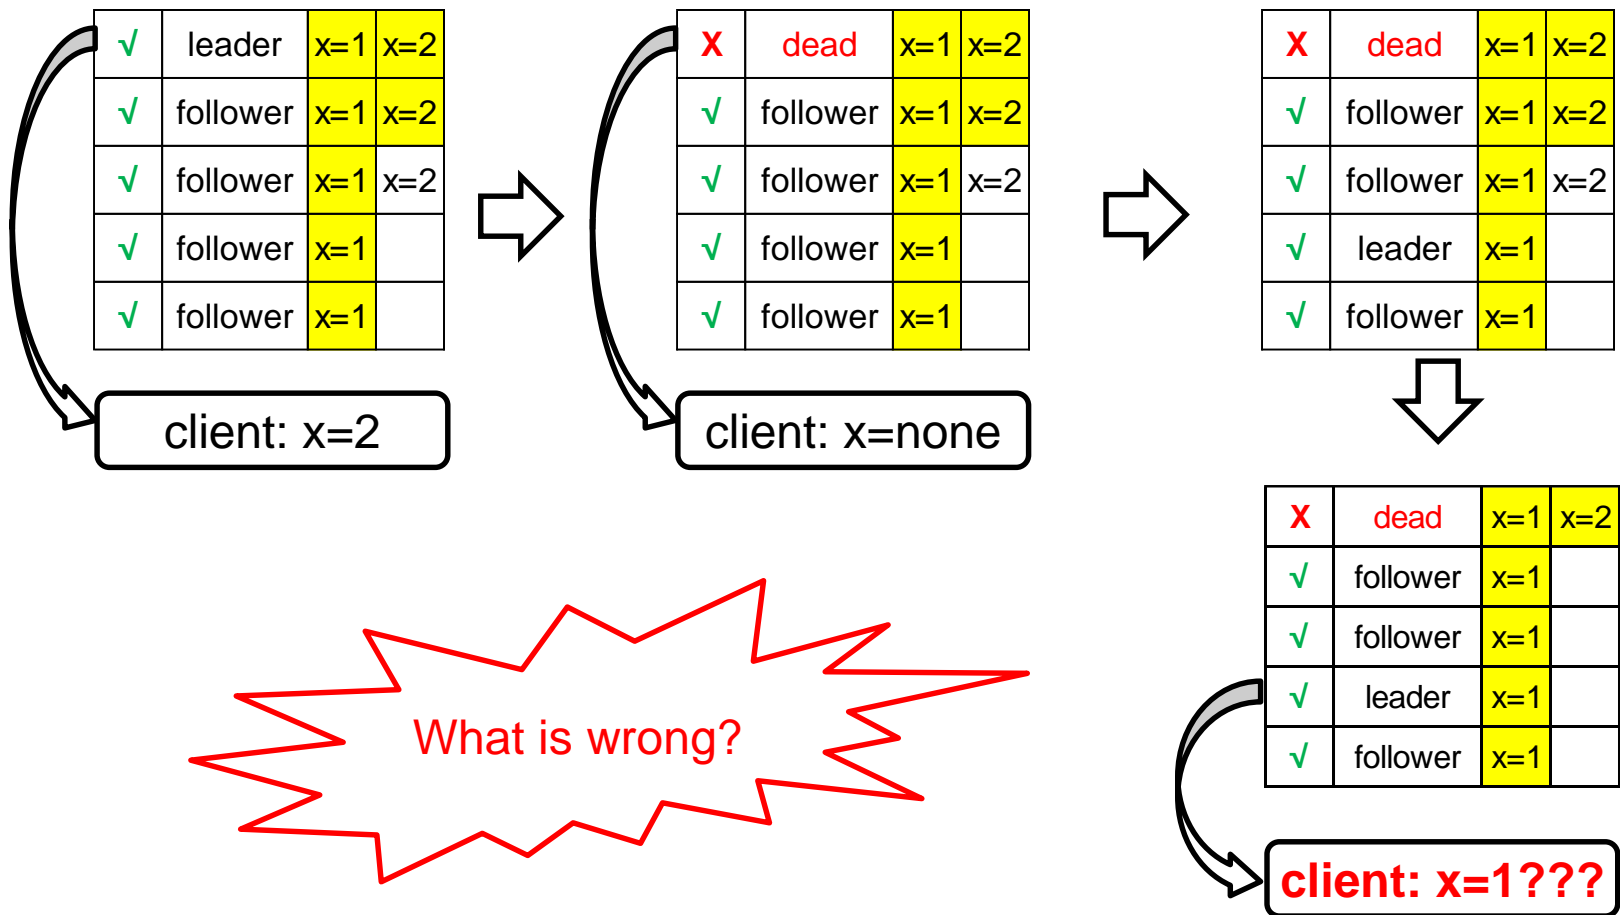 √ leader x=1 x=2
√ follower x=1 x=2
√ follower x=1 x=2
√ follower x=1
√ follower x=1
client: x=2
X dead x=1 x=2
√ follower x=1 x=2
√ follower x=1 x=2
√ follower x=1
√ follower x=1
client: x=none
X dead x=1 x=2
√ follower x=1 x=2
√ follower x=1 x=2
√ leader x=1
√ follower x=1
X dead x=1 x=2
√ follower x=1
√ follower x=1
√ leader x=1
√ follower x=1
client: x=1???
What is wrong?